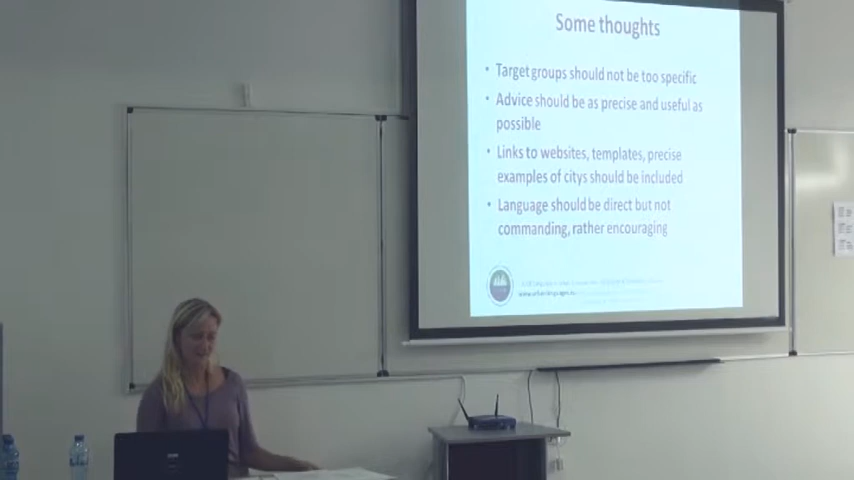 Some thoughts
• Target groups should not be too specific
• Advice should be as precise and useful as
possible
• Links to websites, templates, precise
examples of citys should be included
• Language should be direct but not
commanding, rather encouraging